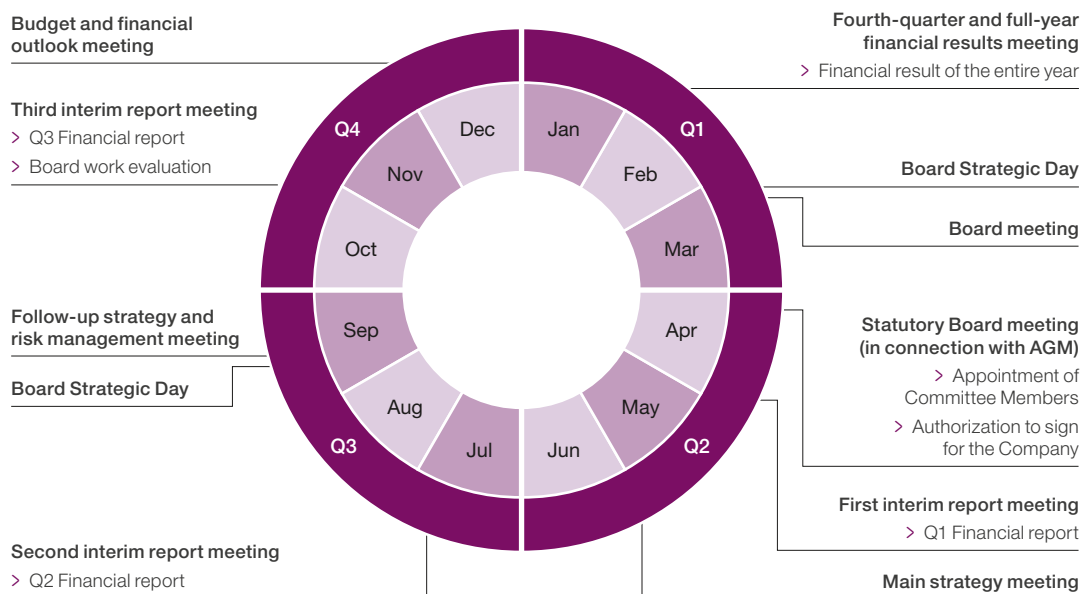 Budget and financial
outlook meeting
Third interim report meeting
> Q3 Financial report
> Board work evaluation
Follow-up strategy and
risk management meeting
Board Strategic Day
Second interim report meeting
> Q2 Financial report
Q4
Q1
Q3
Q2
Dec
Jan
Nov
Feb
Oct
Mar
Sep
Apr
Aug
May
Jul
Jun
Fourth-quarter and full-year
financial results meeting
> Financial result of the entire year
Board Strategic Day
Board meeting
Statutory Board meeting
(in connection with AGM)
> Appointment of
Committee Members
> Authorization to sign
for the Company
First interim report meeting
> Q1 Financial report
Main strategy meeting